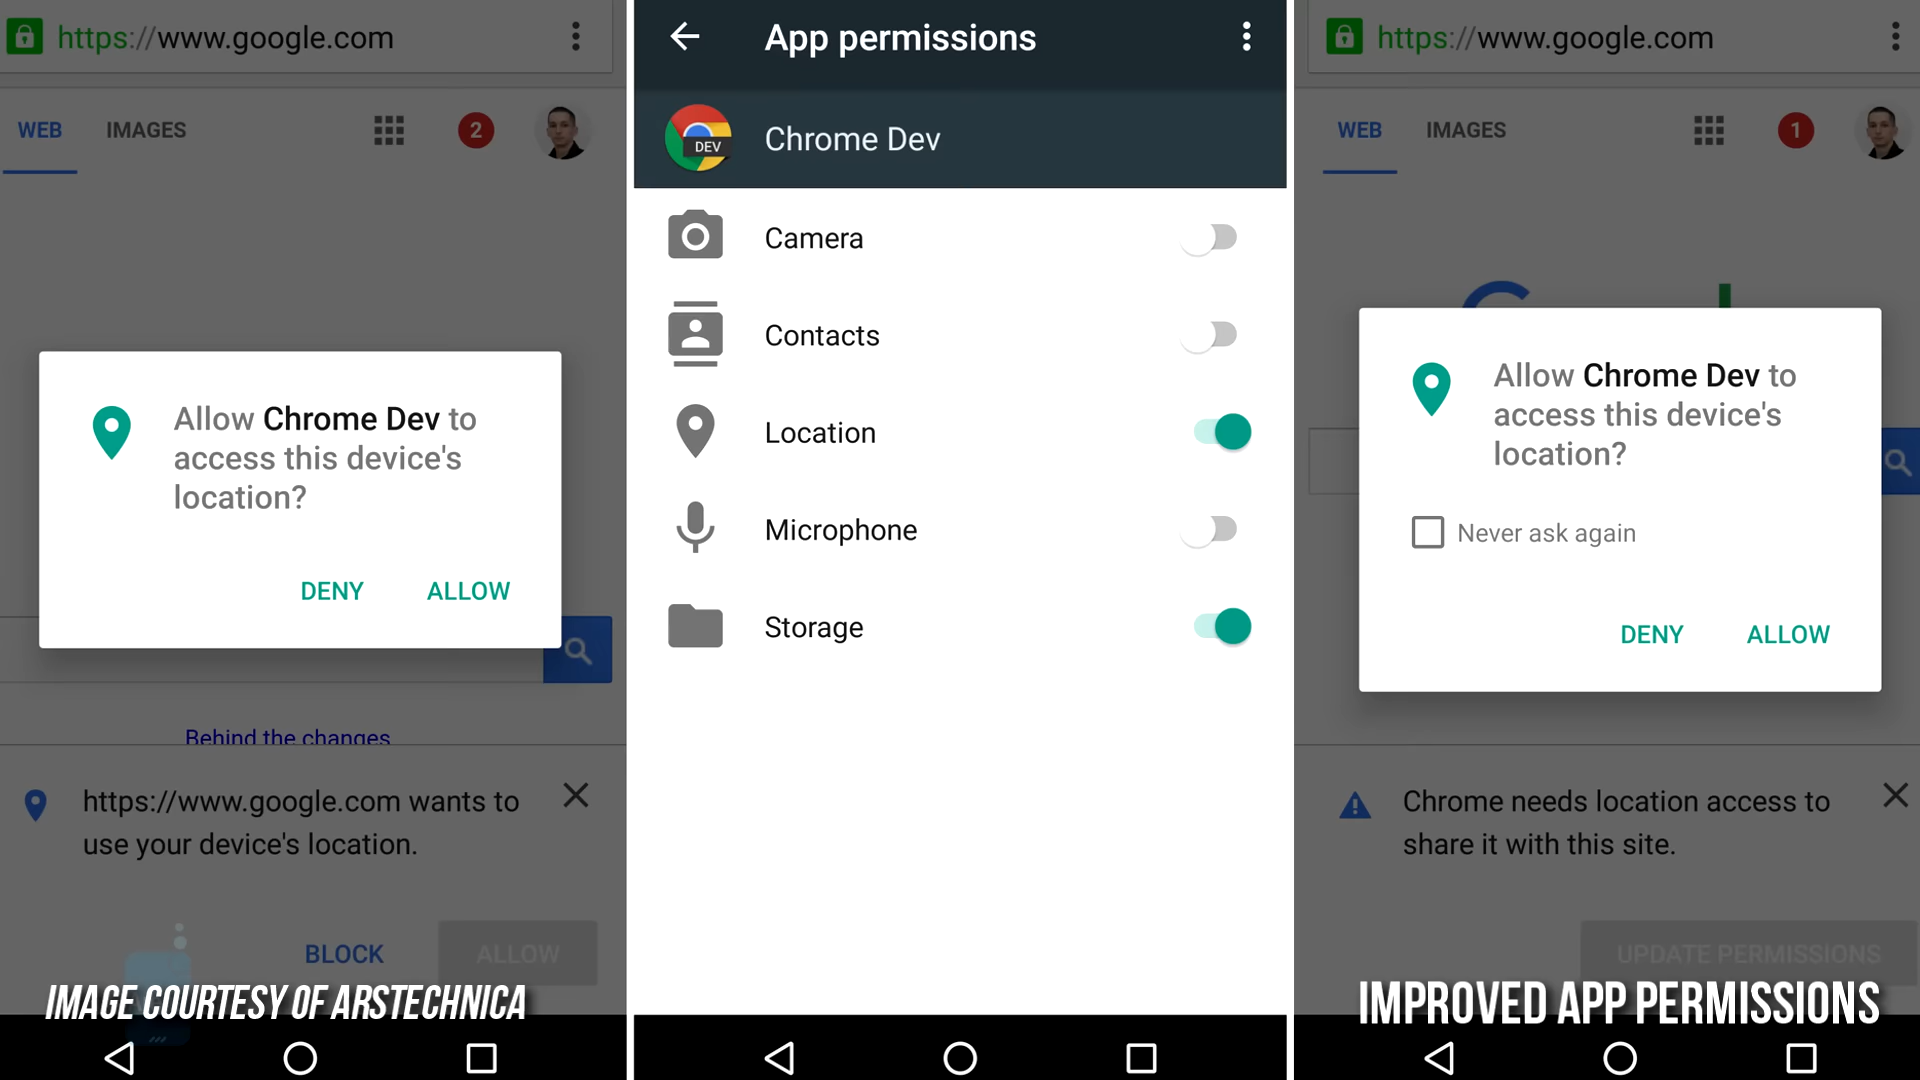 https://www.google.com
WEB IMAGES 2
Allow Chrome Dev to
access this device's
location?
DENY ALLOW
Behind the changes
https://www.google.com wants to
use your device's location.
BLOCK ALLOW
IMAGE COURTESY OF ARSTECHNICA
App permissions
DEV
Chrome Dev
Camera
Contacts
Location
Microphone
Storage
https://www.google.com
WEB IMAGES 1
Allow Chrome Dev to
access this device's
location?
Never ask again
DENY ALLOW
Chrome needs location access to
share it with this site.
UPDATE PERMISSIONS
IMPROVED APP PERMISSIONS